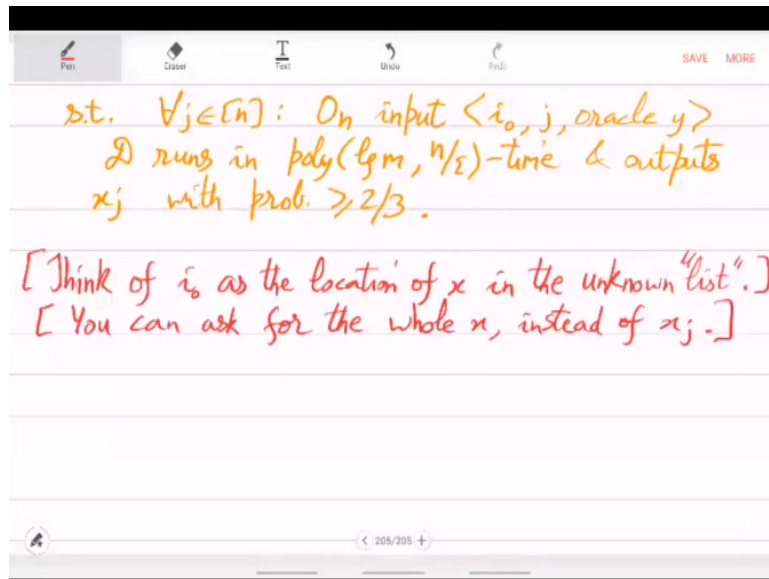 Pen Eraser Text Undo Redo SAVE MORE
s.t. ∀j∈[n]: On input <i₀, j, oracle y>
D runs in poly(lg m, n/ε)-time & outputs
xj with prob. ≥ 2/3.
[Think of i₀ as the location of x in the unknown "list".]
[You can ask for the whole x, instead of xj.]
205/205